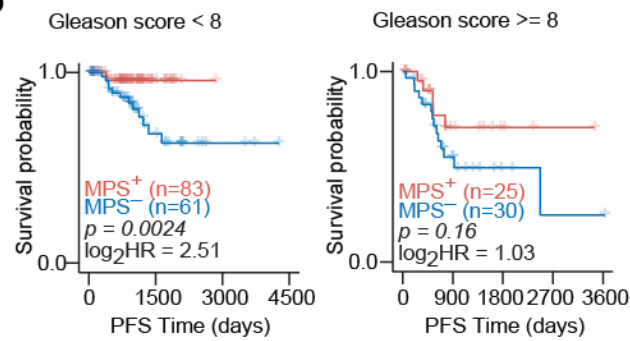 Gleason score < 8
Survival probability
1.0
0.0
MPS+ (n=83)
MPS− (n=61)
p = 0.0024
log2HR = 2.51
0 1500 3000 4500
PFS Time (days)
Gleason score >= 8
Survival probability
1.0
0.0
MPS+ (n=25)
MPS− (n=30)
p = 0.16
log2HR = 1.03
0 900 1800 2700 3600
PFS Time (days)